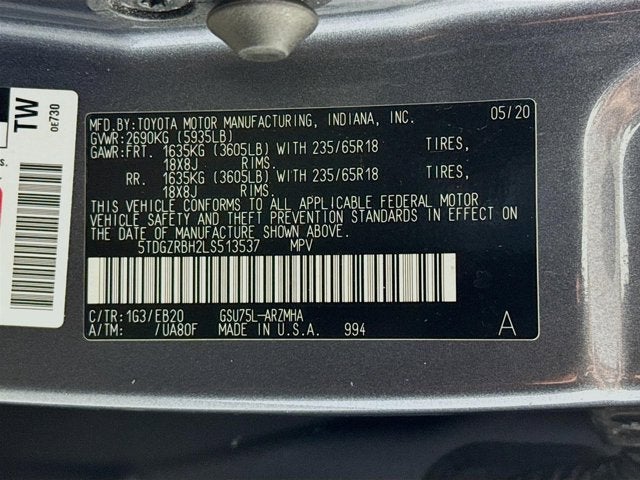 TW
0E730
s.
MFD.BY:TOYOTA MOTOR MANUFACTURING, INDIANA, INC. 05/20
GVWR:2690KG (5935LB)
GAWR:FRT. 1635KG (3605LB) WITH 235/65R18 TIRES,
18X8J RIMS.
RR. 1635KG (3605LB) WITH 235/65R18 TIRES,
18X8J RIMS.
THIS VEHICLE CONFORMS TO ALL APPLICABLE FEDERAL MOTOR
VEHICLE SAFETY AND THEFT PREVENTION STANDARDS IN EFFECT ON
THE DATE OF MANUFACTURE SHOWN ABOVE.
5TDGZRBH2LS513537 MPV
C/TR:1G3/EB20 GSU75L-ARZMHA
A/TM: /UA80F MADE IN U.S.A. 994 A